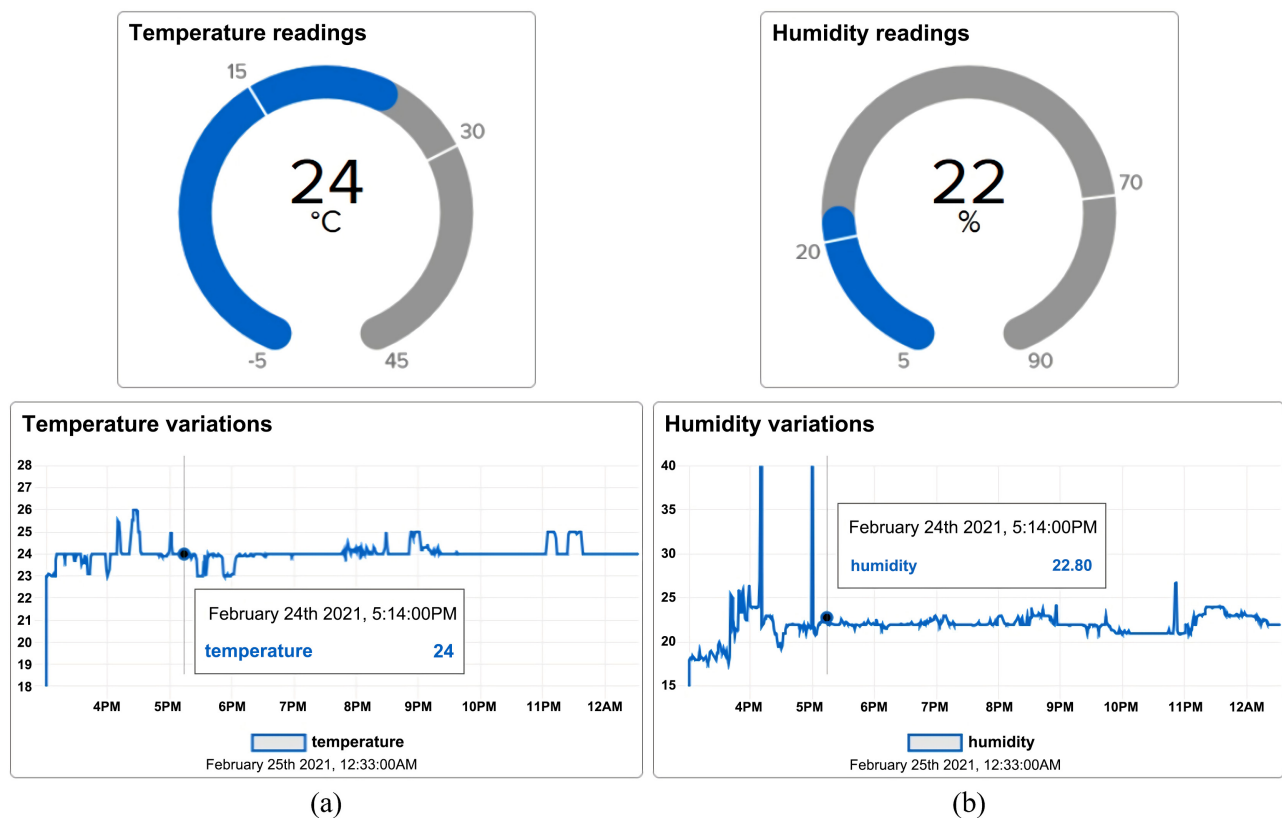 Temperature readings
15
30
24
°C
-5
45
Humidity readings
70
22
%
20
5
90
Temperature variations
28
27
26
25
24
23
22
21
20
19
18
February 24th 2021, 5:14:00PM
temperature 24
4PM 5PM 6PM 7PM 8PM 9PM 10PM 11PM 12AM
temperature
February 25th 2021, 12:33:00AM
Humidity variations
40
35
30
25
20
15
February 24th 2021, 5:14:00PM
humidity 22.80
4PM 5PM 6PM 7PM 8PM 9PM 10PM 11PM 12AM
humidity
February 25th 2021, 12:33:00AM
(a)
(b)